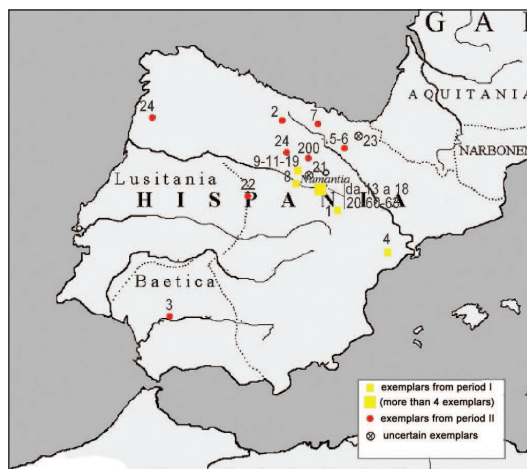 G A
AQUITANIA
NARBONEN
24
2
7
5-6
23
24
200
9-11-19
21
8
Numantia
Lusitania
22
da 13 a 18
H I S P A N I A
20
1
4
Baetica
3
exemplars from period I
(more than 4 exemplars)
exemplars from period II
uncertain exemplars